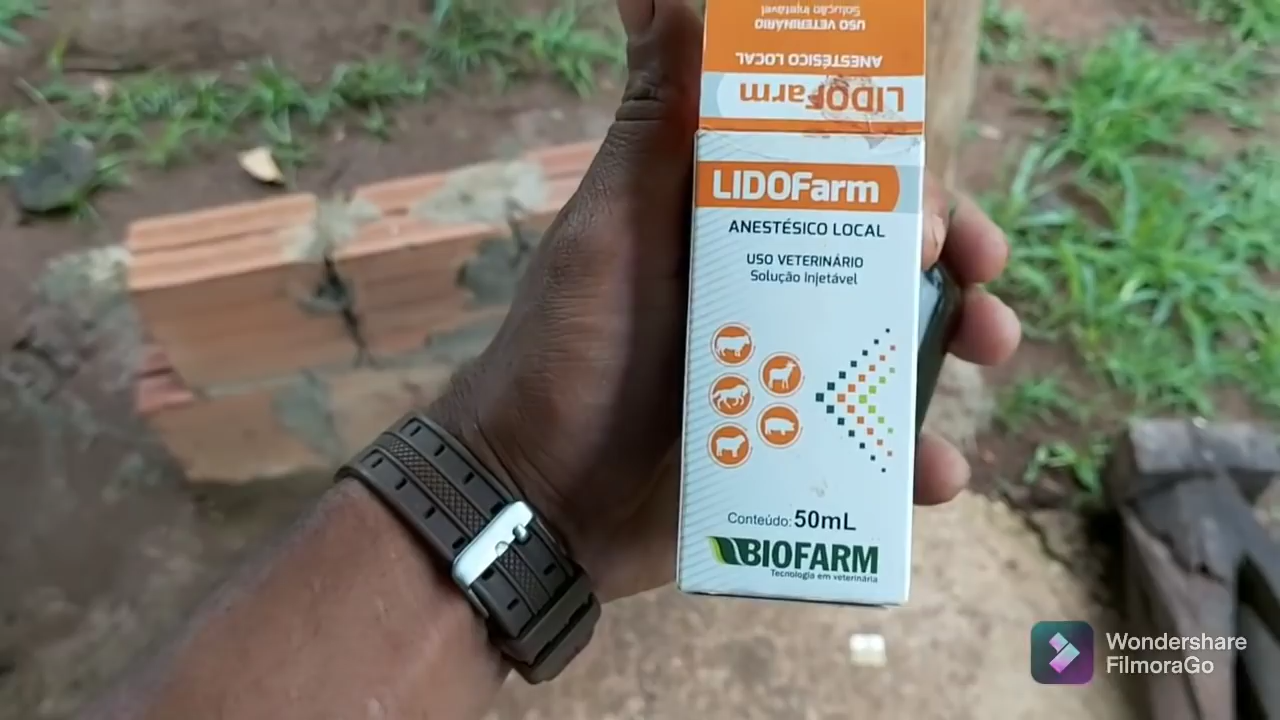 USO VETERINÁRIO
Solução Injetável
ANESTÉSICO LOCAL
LIDOFarm
LIDOFarm
ANESTÉSICO LOCAL
USO VETERINÁRIO
Solução Injetável
Conteúdo: 50mL
BIOFARM
Tecnologia em veterinária
Wondershare
FilmoraGo